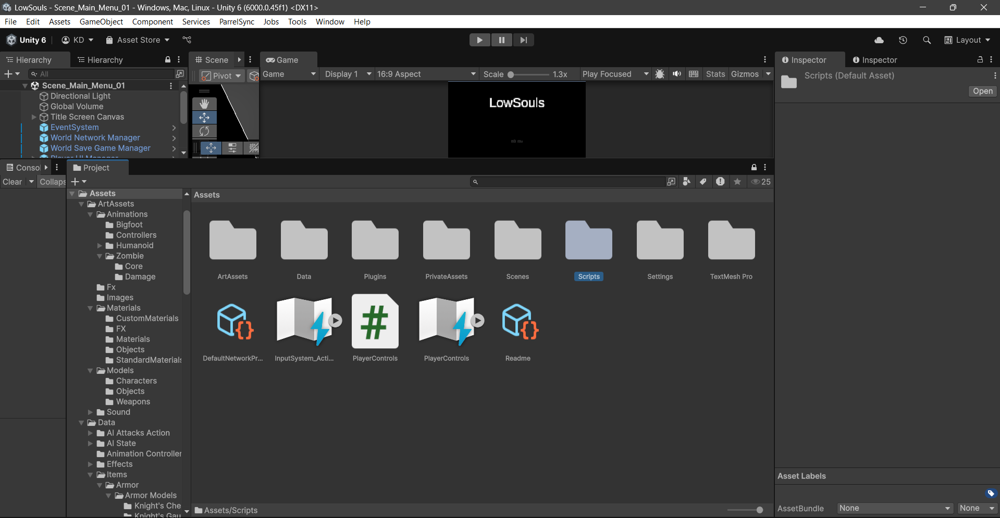 LowSouls - Scene_Main_Menu_01 - Windows, Mac, Linux - Unity 6 (6000.0.45f1) <DX11>
File Edit Assets GameObject Component Services ParrelSync Jobs Tools Window Help
Unity 6 KD Asset Store Layout
Hierarchy Hierarchy
All
Scene_Main_Menu_01
Directional Light
Global Volume
Title Screen Canvas
EventSystem
World Network Manager
World Save Game Manager
Scene
Pivot
Game
Game Display 1 16:9 Aspect Scale 1.3x Play Focused Stats Gizmos
LowSouls
Inspector Inspector
Scripts (Default Asset)
Open
Consol
Clear Collaps
Project
25
Assets
ArtAssets
Animations
Bigfoot
Controllers
Humanoid
Zombie
Core
Damage
Fx
Images
Materials
CustomMaterials
FX
Materials
Objects
StandardMaterials
Models
Characters
Objects
Weapons
Sound
Data
AI Attacks Action
AI State
Animation Controller
Effects
Items
Armor
Armor Models
Knight's Che
Knight's Gau
Assets
ArtAssets Data Plugins PrivateAssets Scenes Scripts Settings TextMesh Pro
DefaultNetworkPr... InputSystem_Acti... PlayerControls PlayerControls Readme
Assets/Scripts
Asset Labels
AssetBundle None None